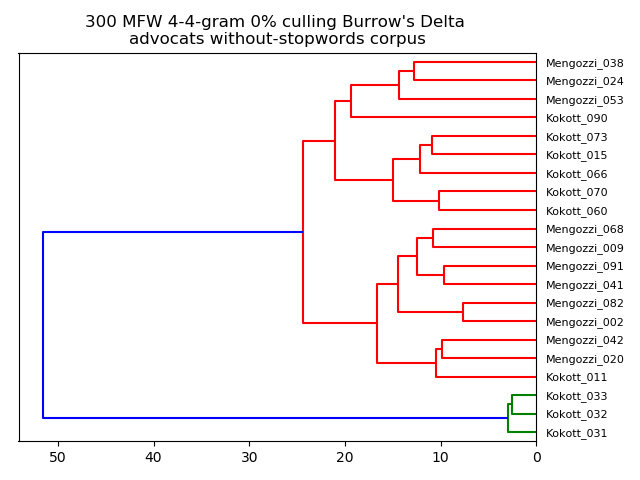 300 MFW 4-4-gram 0% culling Burrow's Delta
advocats without-stopwords corpus
Mengozzi_038
Mengozzi_024
Mengozzi_053
Kokott_090
Kokott_073
Kokott_015
Kokott_066
Kokott_070
Kokott_060
Mengozzi_068
Mengozzi_009
Mengozzi_091
Mengozzi_041
Mengozzi_082
Mengozzi_002
Mengozzi_042
Mengozzi_020
Kokott_011
Kokott_033
Kokott_032
Kokott_031
50 40 30 20 10 0